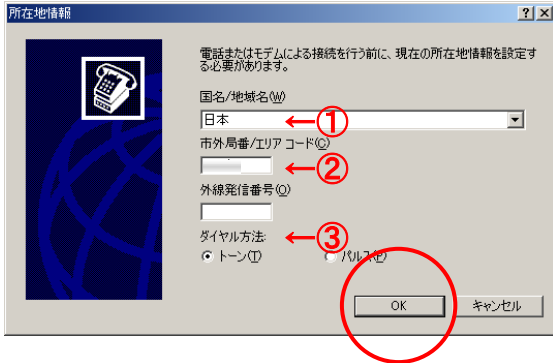 所在地情報
電話またはモデムによる接続を行う前に、現在の所在地情報を設定す
る必要があります。
国名/地域名(W)
日本 ←①
市外局番/エリア コード(C)
←②
外線発信番号(O)
ダイヤル方法: ←③
トーン(T) パルス(P)
OK キャンセル